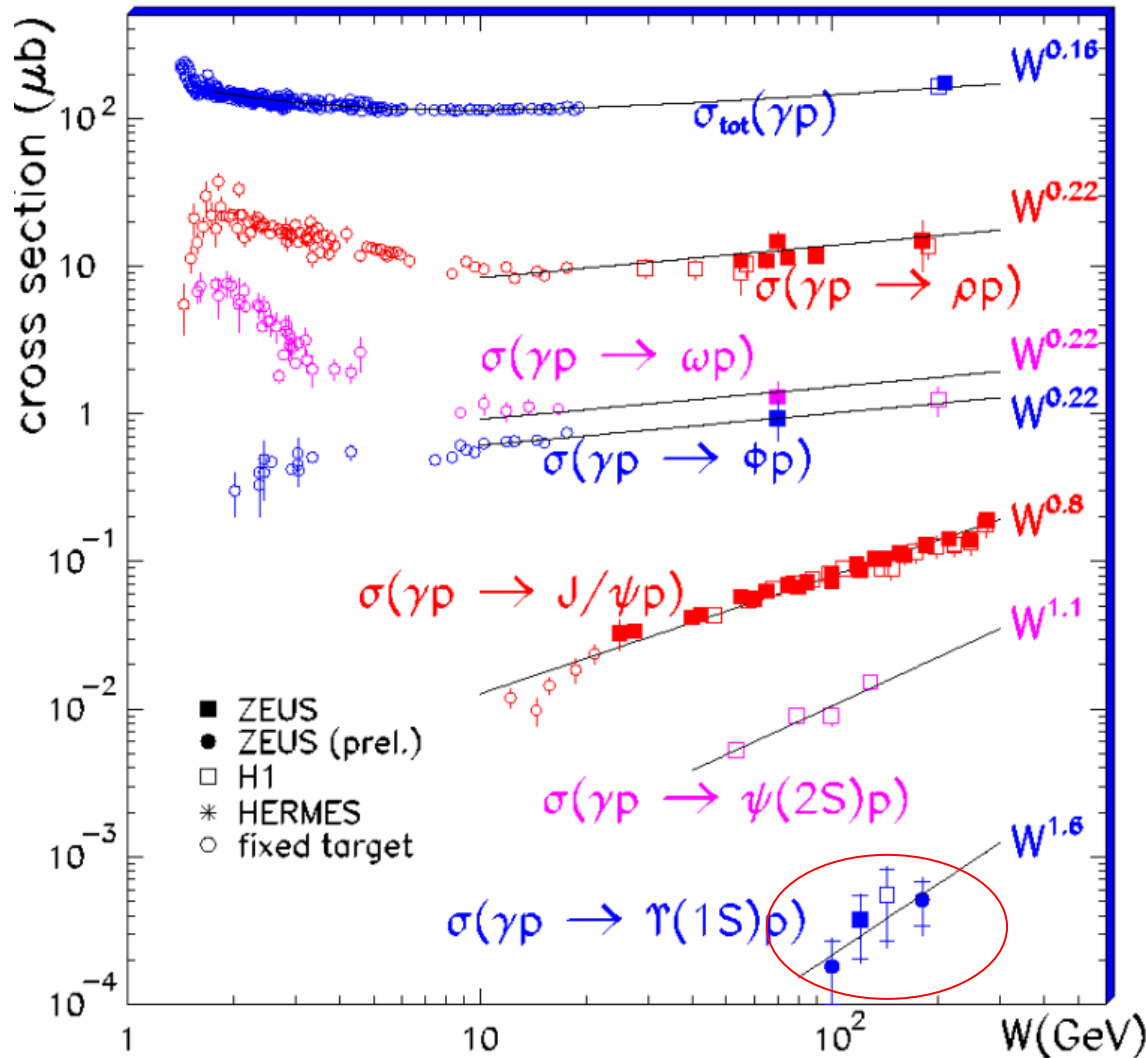 cross section (μb)
10²
10
1
10⁻¹
10⁻²
10⁻³
10⁻⁴
W^0.16
σ_tot(γp)
W^0.22
σ(γp → ρp)
W^0.22
σ(γp → ωp)
W^0.22
σ(γp → φp)
W^0.8
σ(γp → J/ψp)
W^1.1
σ(γp → ψ(2S)p)
W^1.6
σ(γp → Υ(1S)p)
ZEUS
ZEUS (prel.)
H1
HERMES
fixed target
1 10 10² W(GeV)